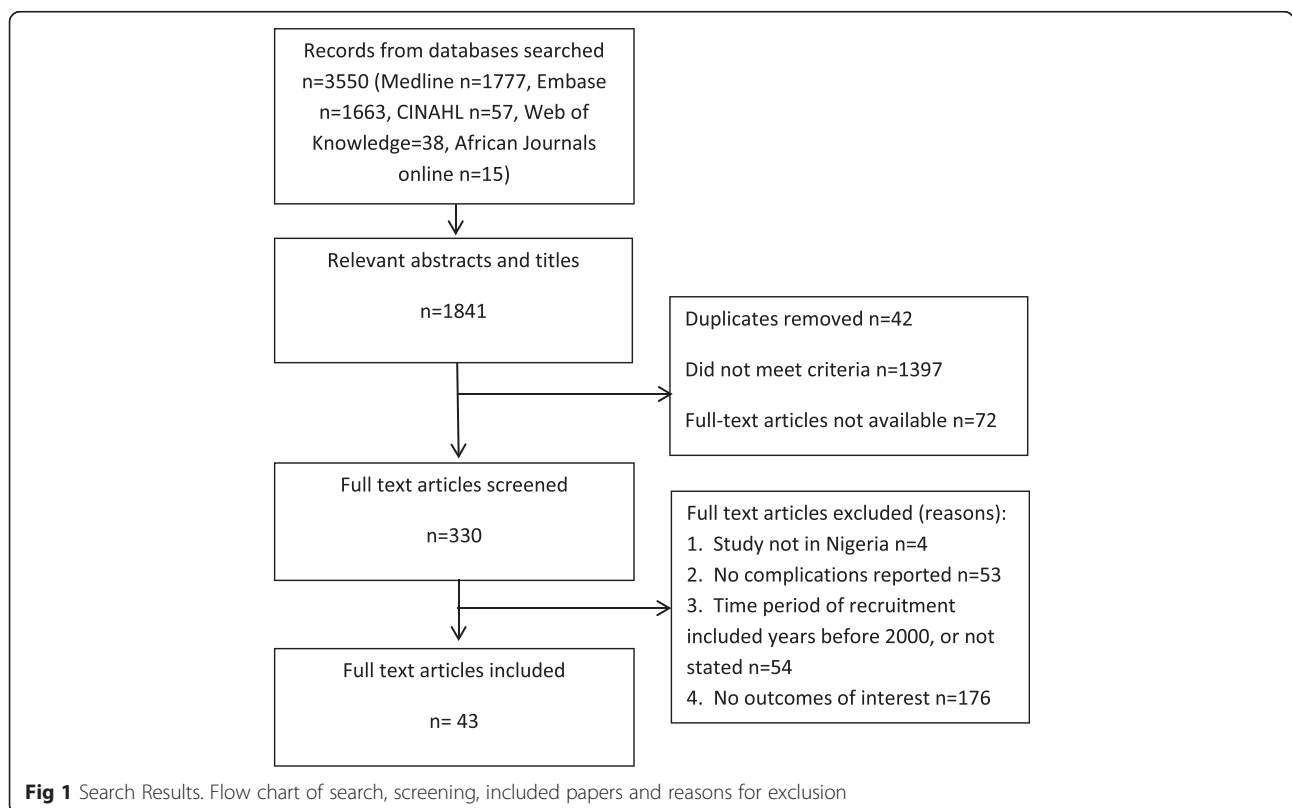 Records from databases searched
n=3550 (Medline n=1777, Embase
n=1663, CINAHL n=57, Web of
Knowledge=38, African Journals
online n=15)
Relevant abstracts and titles
n=1841
Duplicates removed n=42
Did not meet criteria n=1397
Full-text articles not available n=72
Full text articles screened
n=330
Full text articles excluded (reasons):
1. Study not in Nigeria n=4
2. No complications reported n=53
3. Time period of recruitment
included years before 2000, or not
stated n=54
4. No outcomes of interest n=176
Full text articles included
n= 43
Fig 1 Search Results. Flow chart of search, screening, included papers and reasons for exclusion